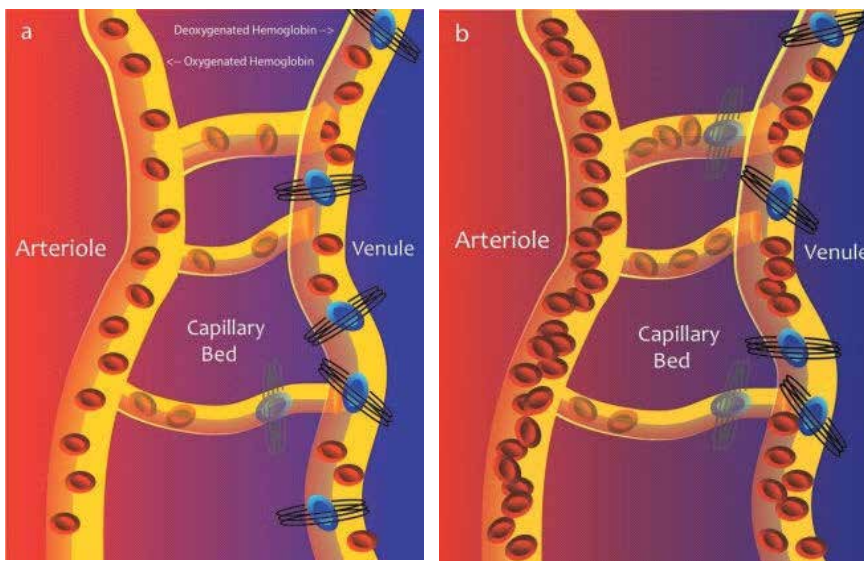 a
Deoxygenated Hemoglobin -->
<-- Oxygenated Hemoglobin
Arteriole
Venule
Capillary
Bed
b
Arteriole
Venule
Capillary
Bed